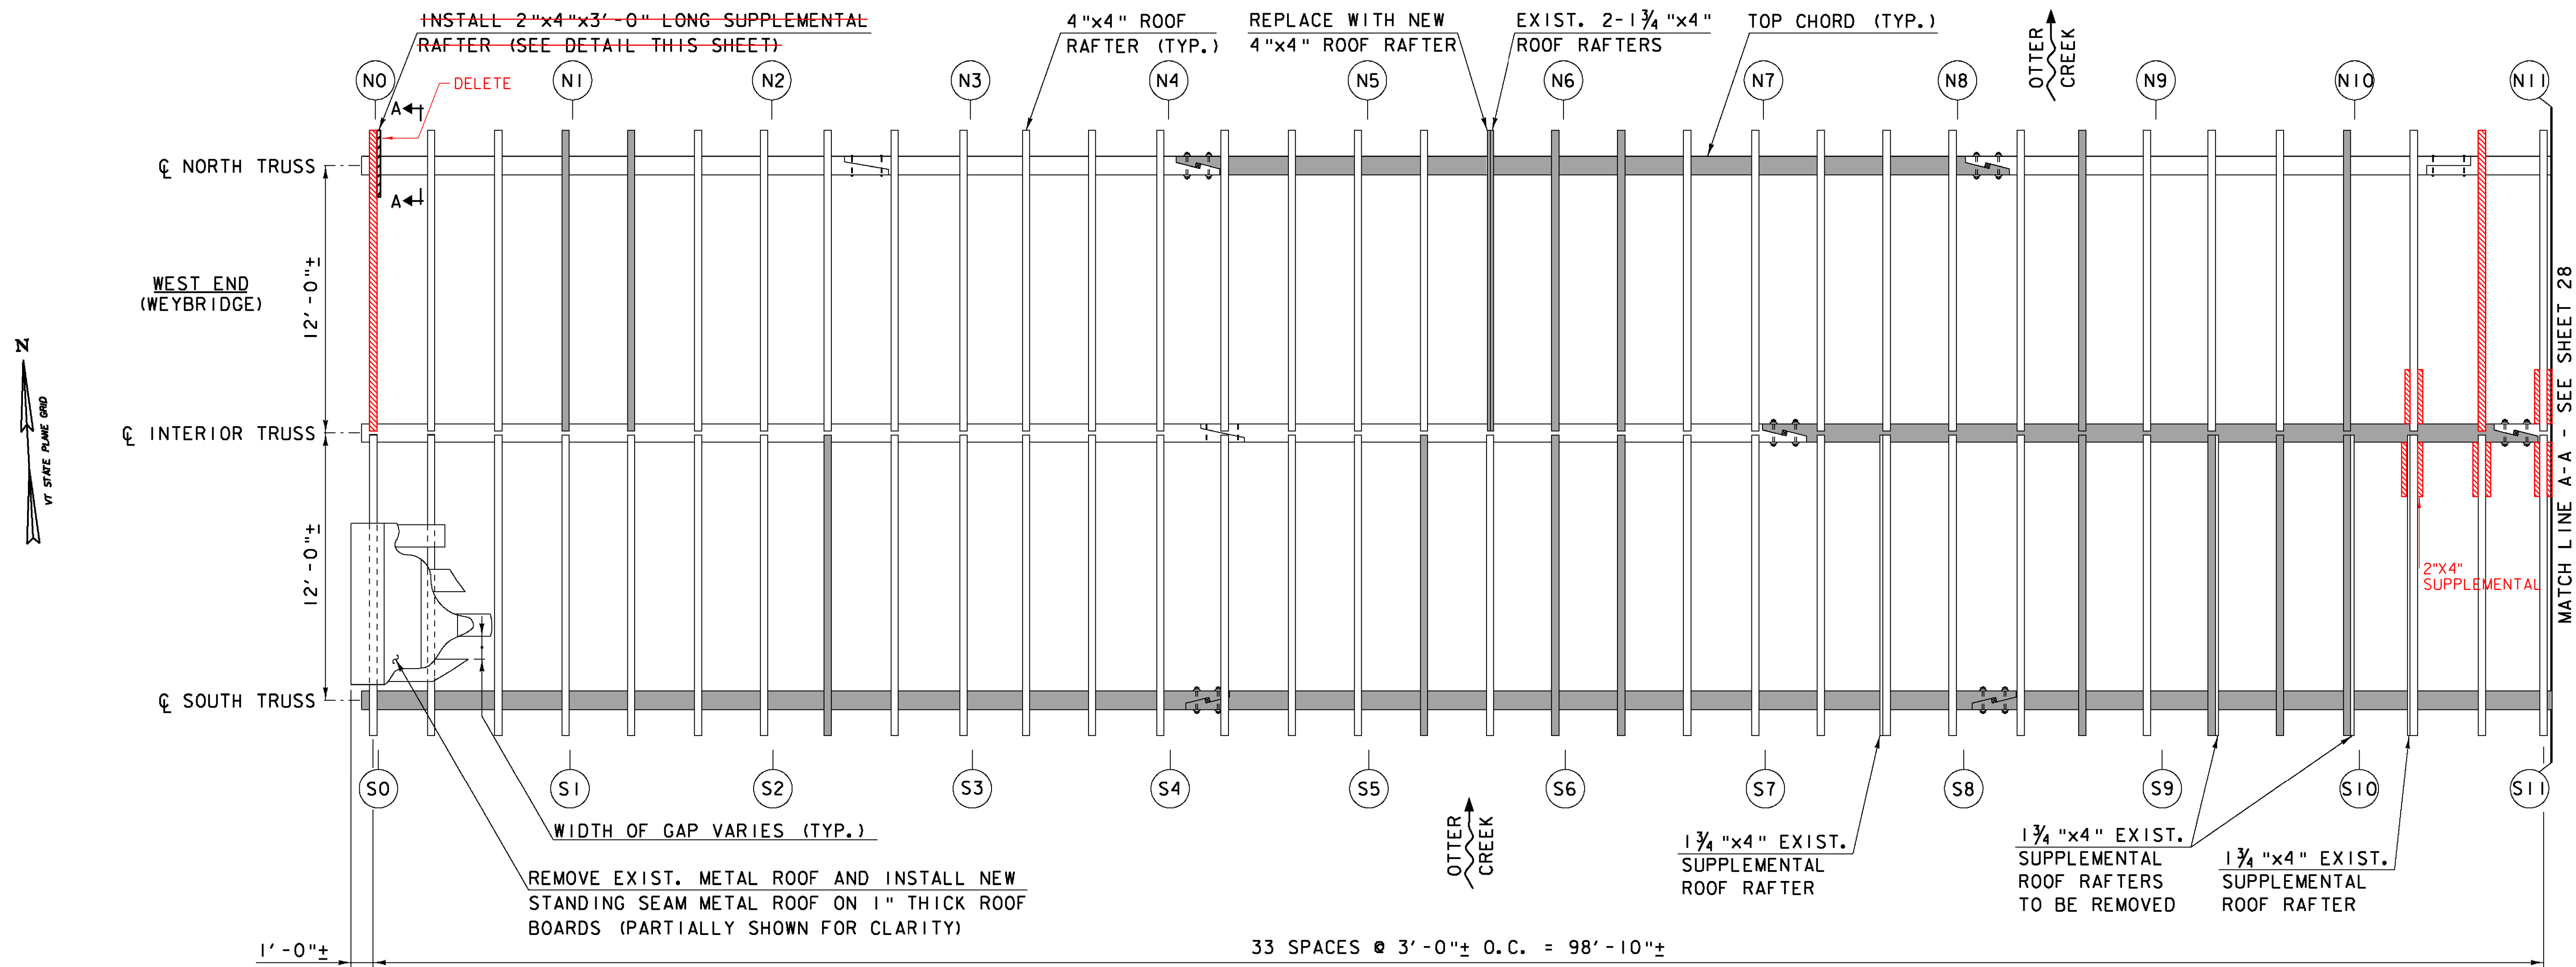 INSTALL 2"x4"x3'-0" LONG SUPPLEMENTAL
RAFTER (SEE DETAIL THIS SHEET)
4"x4" ROOF
RAFTER (TYP.)
REPLACE WITH NEW
4"x4" ROOF RAFTER
EXIST. 2-1¾"x4"
ROOF RAFTERS
TOP CHORD (TYP.)
OTTER
CREEK
DELETE
N0
N1
N2
N3
N4
N5
N6
N7
N8
N9
N10
N11
A
A
℄ NORTH TRUSS
12'-0"±
WEST END
(WEYBRIDGE)
N
VT STATE PLANE GRID
℄ INTERIOR TRUSS
12'-0"±
℄ SOUTH TRUSS
2"X4"
SUPPLEMENTAL
MATCH LINE A-A - SEE SHEET 28
S0
S1
S2
S3
S4
S5
S6
S7
S8
S9
S10
S11
WIDTH OF GAP VARIES (TYP.)
REMOVE EXIST. METAL ROOF AND INSTALL NEW
STANDING SEAM METAL ROOF ON 1" THICK ROOF
BOARDS (PARTIALLY SHOWN FOR CLARITY)
OTTER
CREEK
1¾"x4" EXIST.
SUPPLEMENTAL
ROOF RAFTER
1¾"x4" EXIST.
SUPPLEMENTAL
ROOF RAFTERS
TO BE REMOVED
1¾"x4" EXIST.
SUPPLEMENTAL
ROOF RAFTER
1'-0"±
33 SPACES @ 3'-0"± O.C. = 98'-10"±